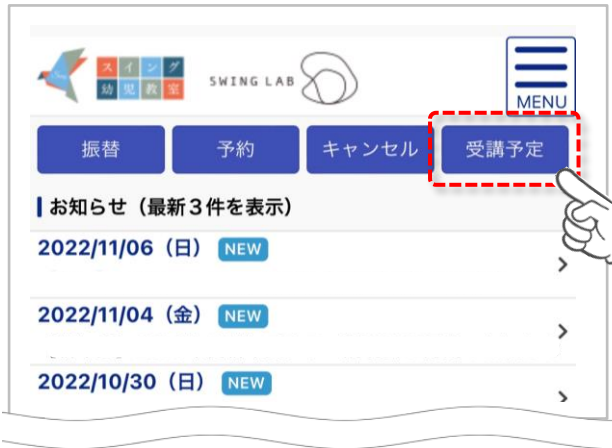 スイング
幼児教室
SWING LAB
MENU
振替
予約
キャンセル
受講予定
お知らせ（最新３件を表示）
2022/11/06（日） NEW
2022/11/04（金） NEW
2022/10/30（日） NEW